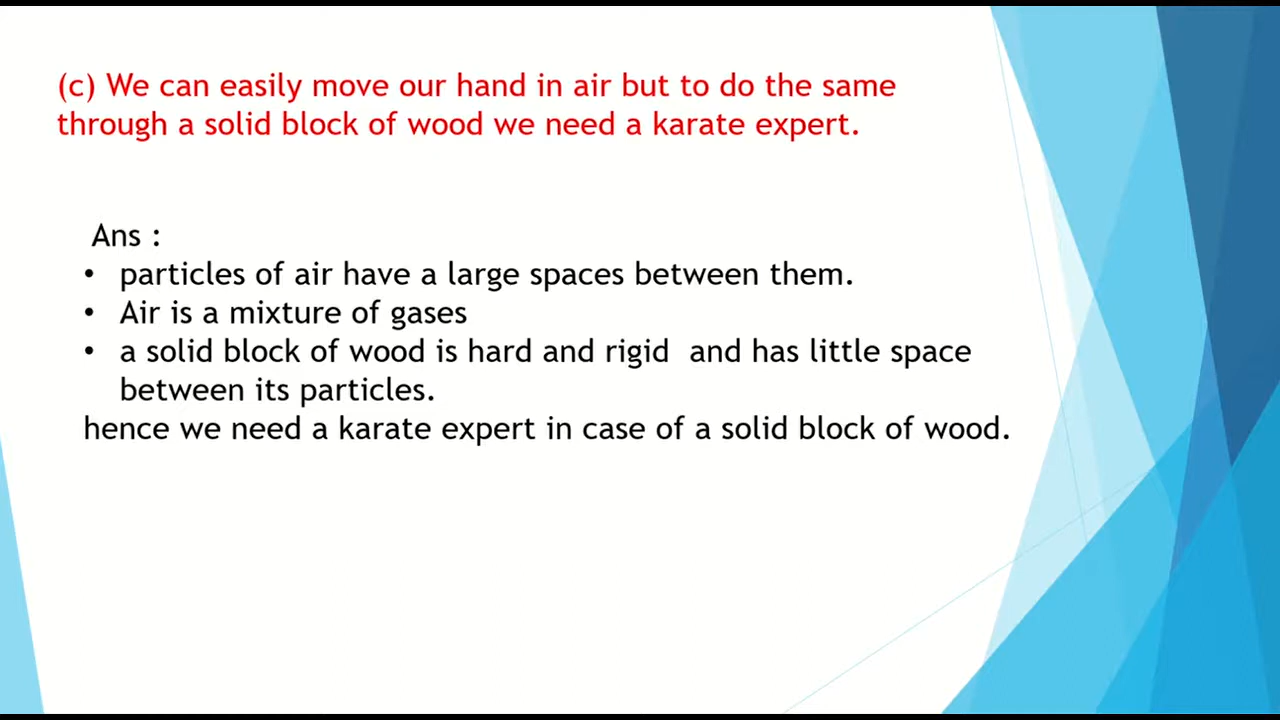 (c) We can easily move our hand in air but to do the same
through a solid block of wood we need a karate expert.
Ans :
• particles of air have a large spaces between them.
• Air is a mixture of gases
• a solid block of wood is hard and rigid  and has little space
between its particles.
hence we need a karate expert in case of a solid block of wood.